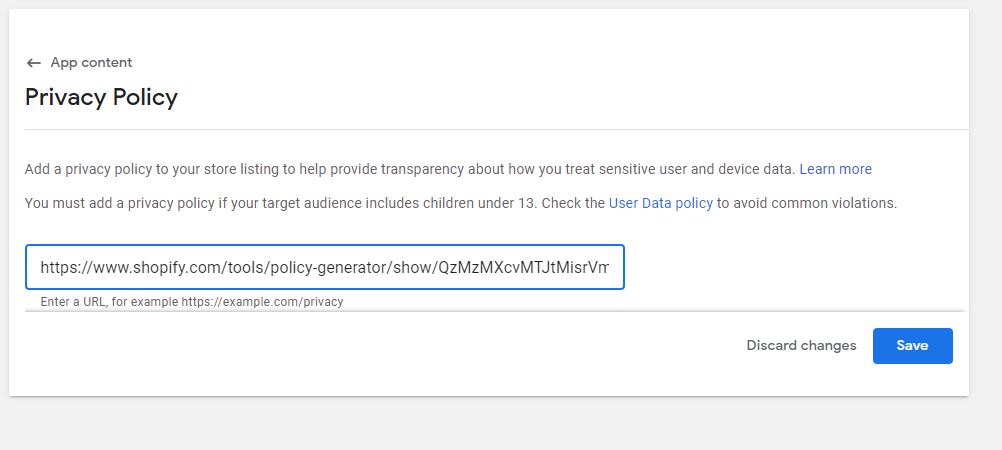 App content
Privacy Policy
Add a privacy policy to your store listing to help provide transparency about how you treat sensitive user and device data. Learn more
You must add a privacy policy if your target audience includes children under 13. Check the User Data policy to avoid common violations.
https://www.shopify.com/tools/policy-generator/show/QzMzMXcvMTJtMisrVm
Enter a URL, for example https://example.com/privacy
Discard changes Save